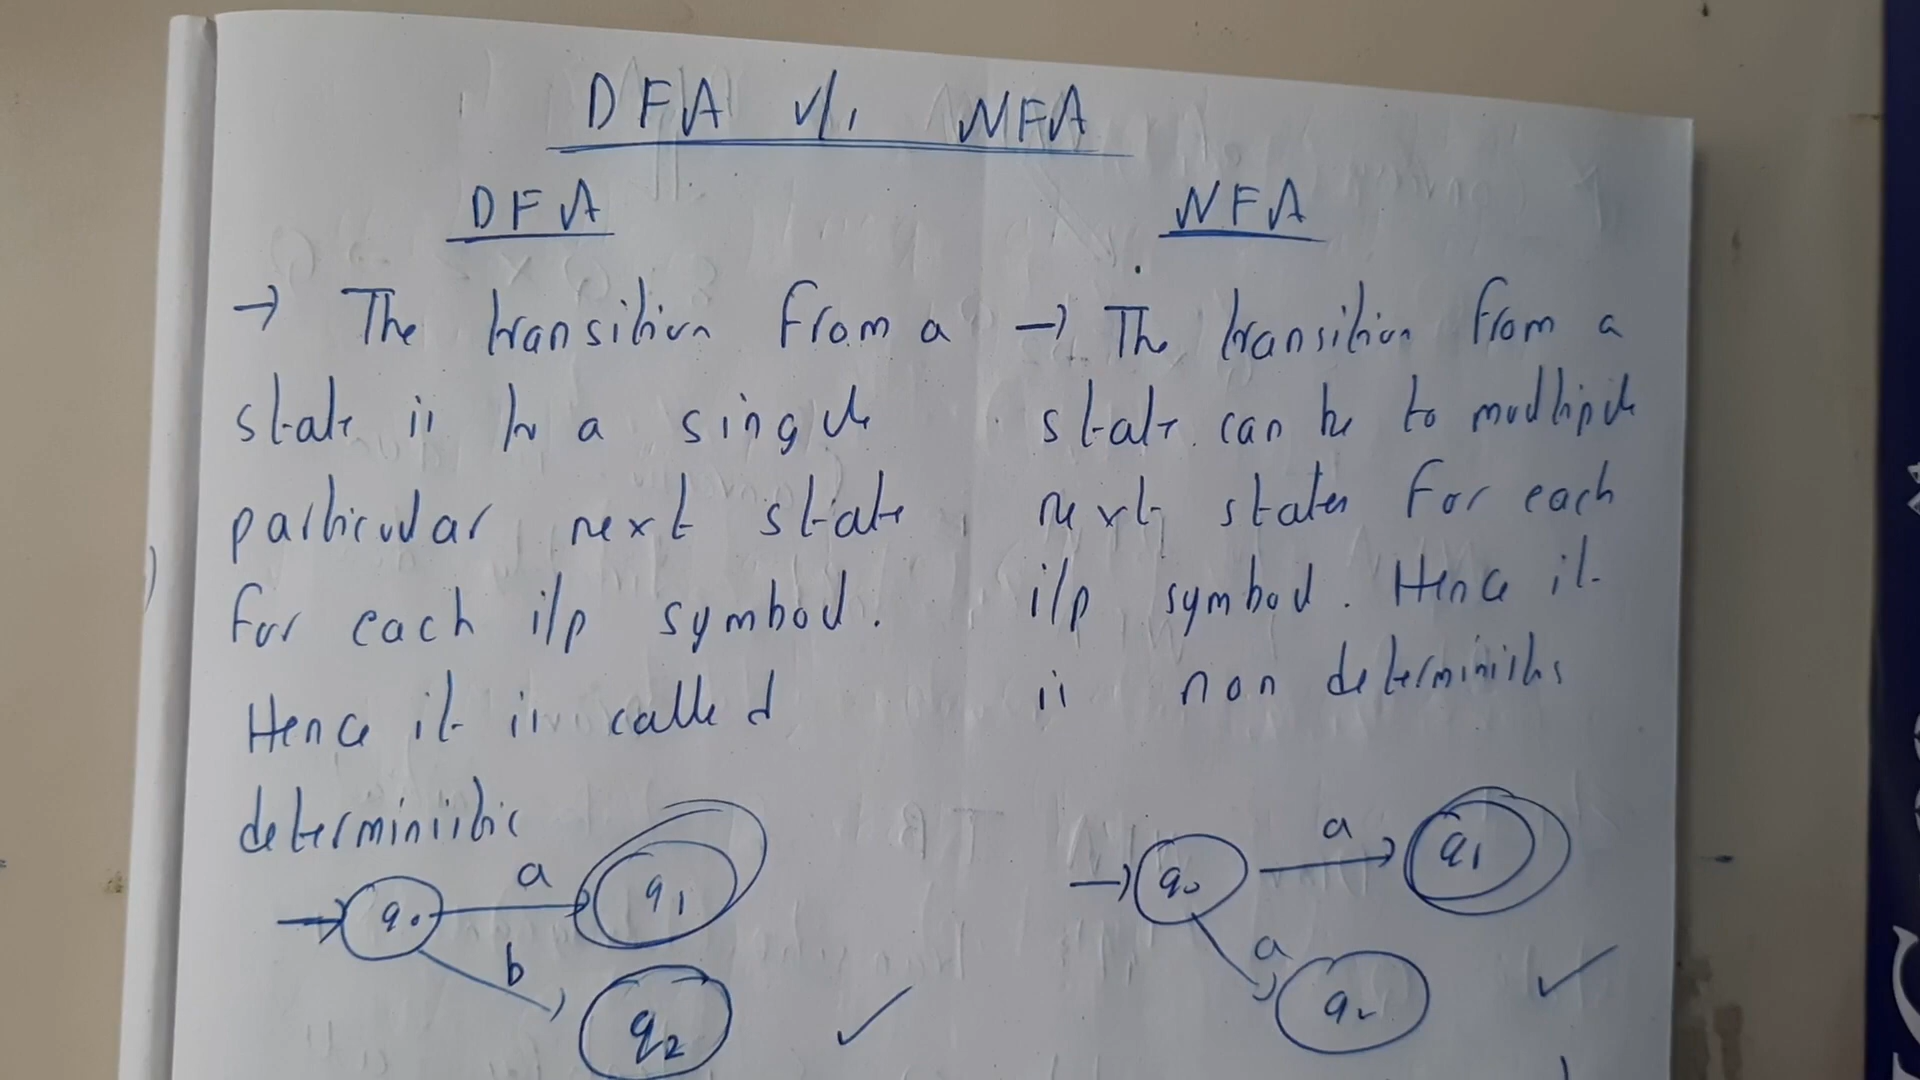 DFA v/s NFA
DFA
→ The transition from a
state is to a single
particular next state
for each i/p symbol.
Hence it is called
deterministic
q0 a q1
b
q2
NFA
→ The transition from a
state can be to multiple
next states for each
i/p symbol. Hence it
is non deterministic
q0 a q1
a
q2